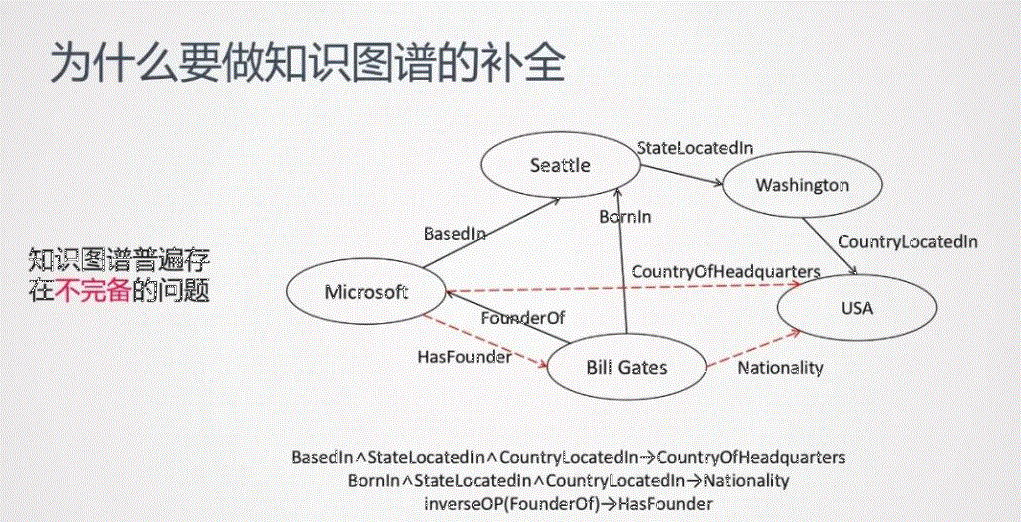 为什么要做知识图谱的补全
Seattle
StateLocatedIn
Washington
BornIn
BasedIn
CountryLocatedIn
知识图谱普遍存
在不完备的问题
CountryOfHeadquarters
Microsoft
USA
FounderOf
HasFounder
Bill Gates
Nationality
BasedIn∧StateLocatedIn∧CountryLocatedIn→CountryOfHeadquarters
BornIn∧StateLocatedIn∧CountryLocatedIn→Nationality
inverseOP(FounderOf)→HasFounder